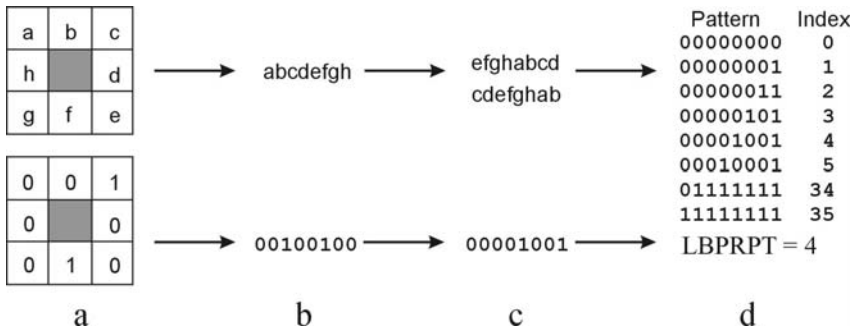 a b c
h d
g f e
abcdefgh
efghabcd
cdefghab
Pattern Index
00000000 0
00000001 1
00000011 2
00000101 3
00001001 4
00010001 5
01111111 34
11111111 35
0 0 1
0 0
0 1 0
00100100
00001001
LBPRPT = 4
a b c d